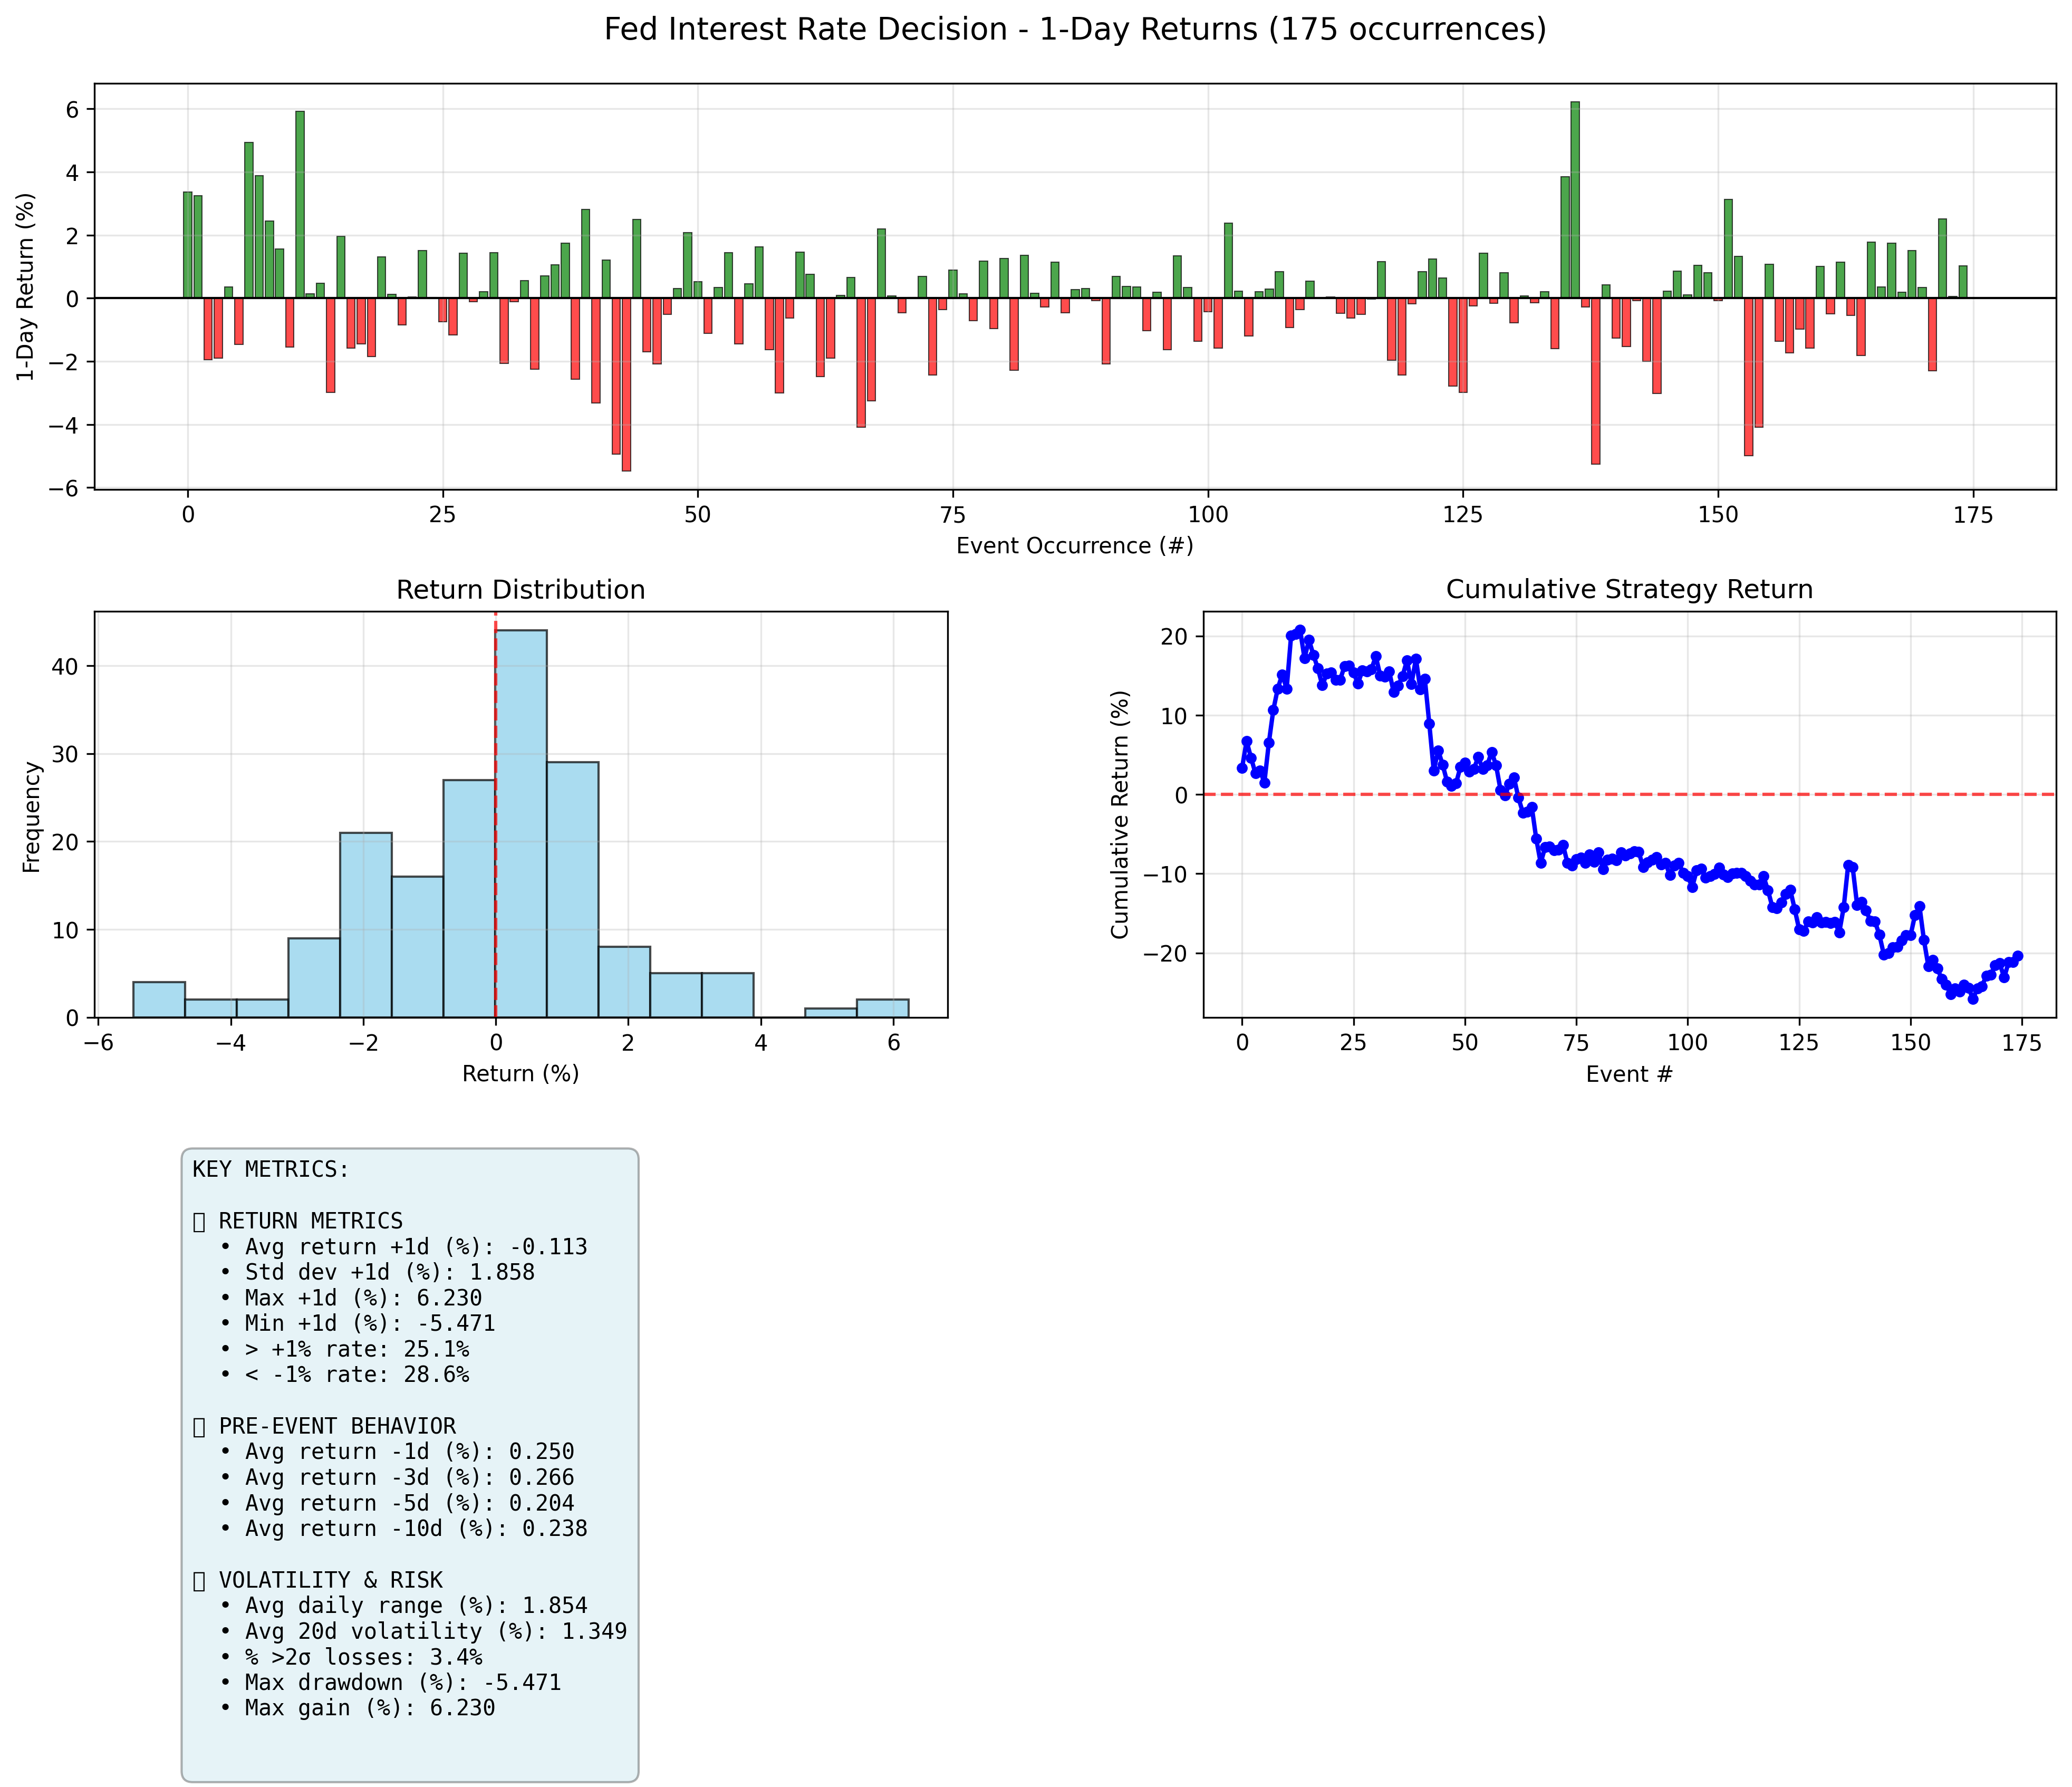 Fed Interest Rate Decision - 1-Day Returns (175 occurrences)
6
4
2
0
−2
−4
−6
1-Day Return (%)
0 25 50 75 100 125 150 175
Event Occurrence (#)
Return Distribution
40
30
20
10
0
Frequency
−6 −4 −2 0 2 4 6
Return (%)
Cumulative Strategy Return
20
10
0
−10
−20
Cumulative Return (%)
0 25 50 75 100 125 150 175
Event #
KEY METRICS:
RETURN METRICS
• Avg return +1d (%): -0.113
• Std dev +1d (%): 1.858
• Max +1d (%): 6.230
• Min +1d (%): -5.471
• > +1% rate: 25.1%
• < -1% rate: 28.6%
PRE-EVENT BEHAVIOR
• Avg return -1d (%): 0.250
• Avg return -3d (%): 0.266
• Avg return -5d (%): 0.204
• Avg return -10d (%): 0.238
VOLATILITY & RISK
• Avg daily range (%): 1.854
• Avg 20d volatility (%): 1.349
• % >2σ losses: 3.4%
• Max drawdown (%): -5.471
• Max gain (%): 6.230